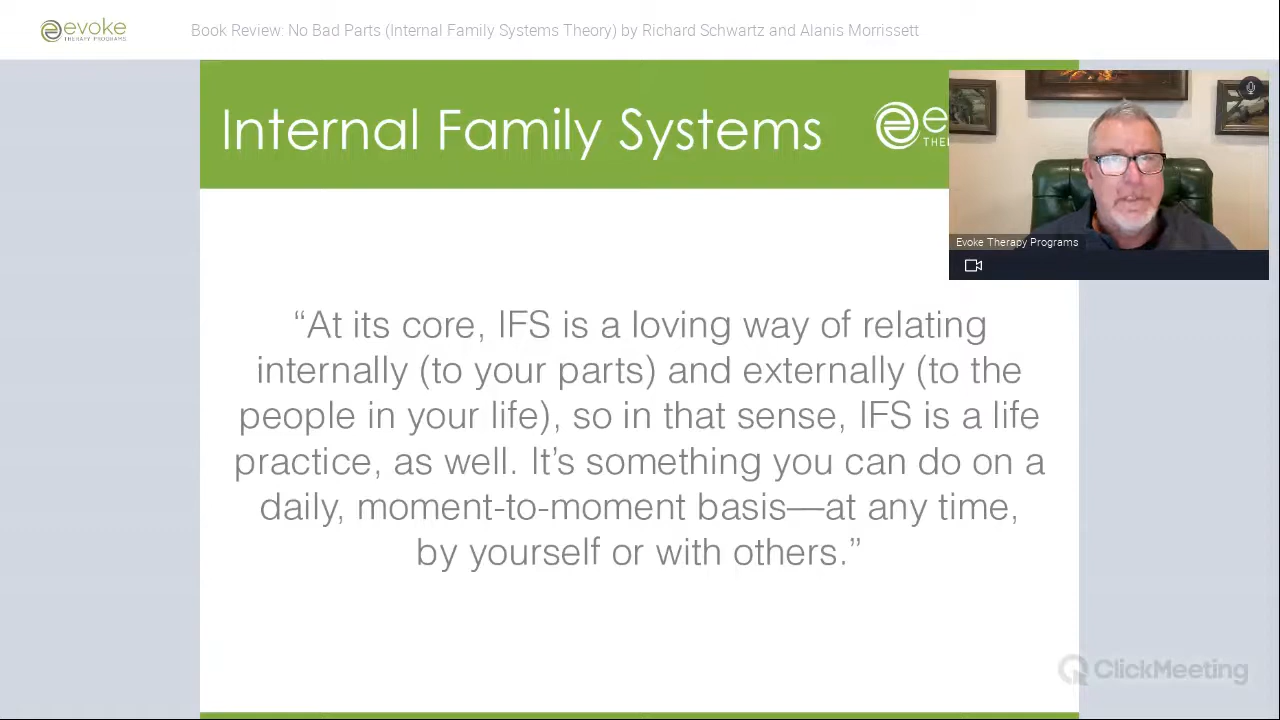 evoke
THERAPY PROGRAMS
Book Review: No Bad Parts (Internal Family Systems Theory) by Richard Schwartz and Alanis Morrissett
Internal Family Systems
e
THE
Evoke Therapy Programs
“At its core, IFS is a loving way of relating
internally (to your parts) and externally (to the
people in your life), so in that sense, IFS is a life
practice, as well. It’s something you can do on a
daily, moment-to-moment basis—at any time,
by yourself or with others.”
ClickMeeting